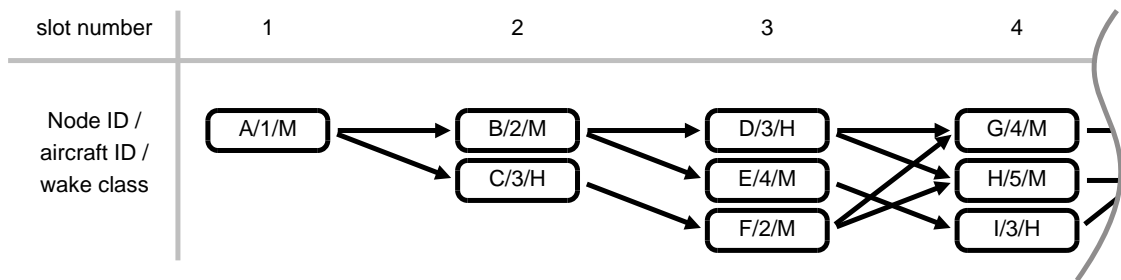 slot number 1 2 3 4
Node ID /
aircraft ID /
wake class
A/1/M B/2/M D/3/H G/4/M
C/3/H E/4/M H/5/M
F/2/M I/3/H